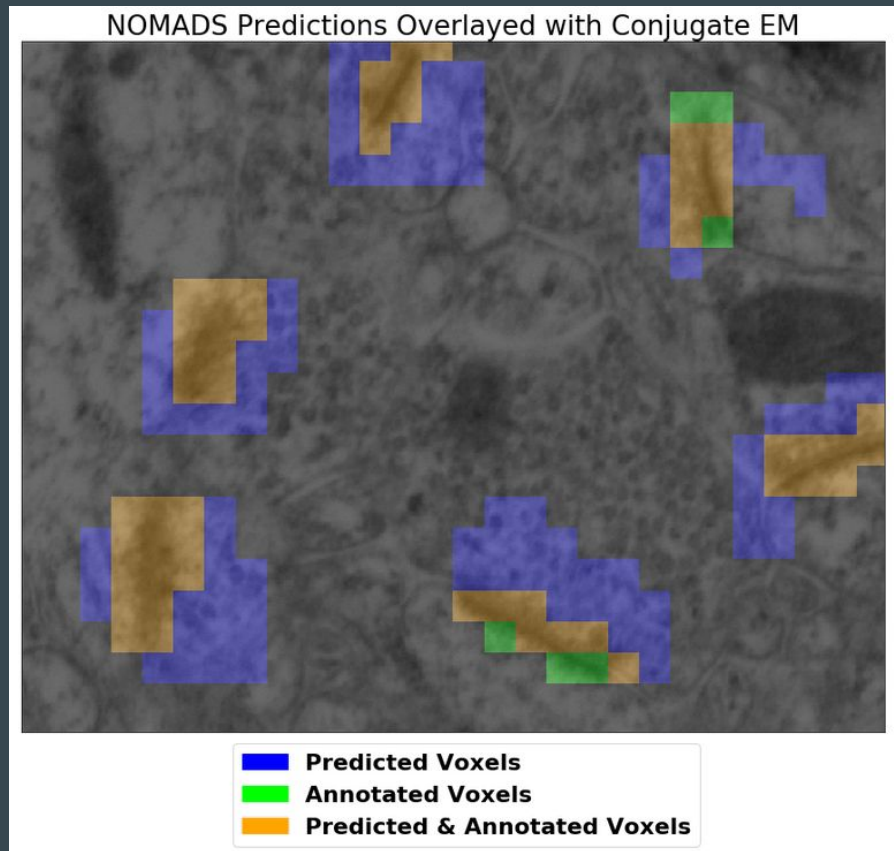 NOMADS Predictions Overlayed with Conjugate EM
Predicted Voxels
Annotated Voxels
Predicted & Annotated Voxels